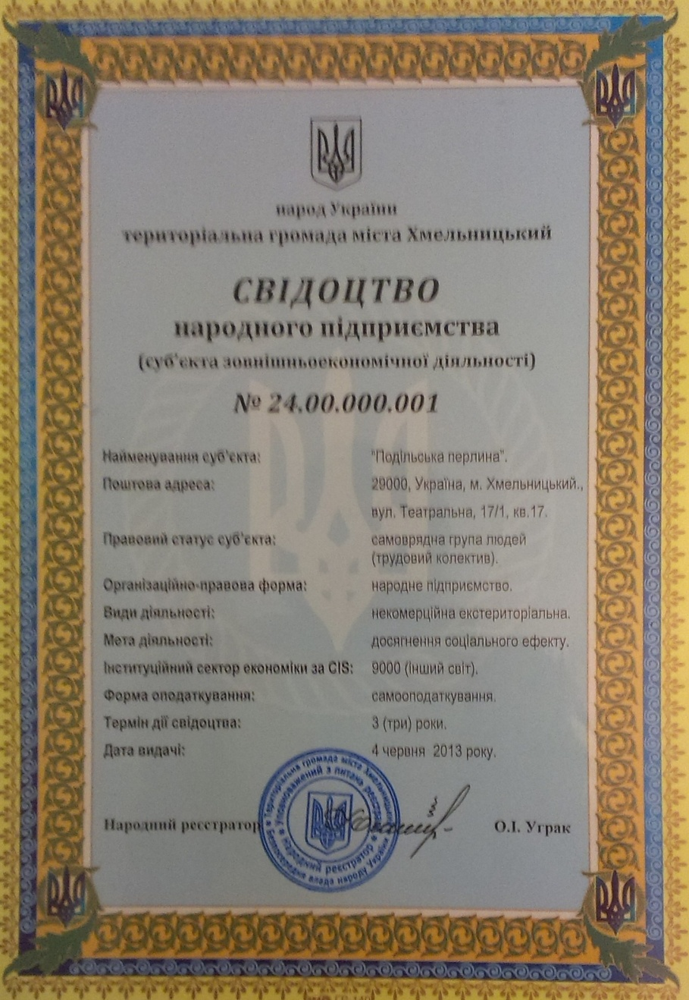 народ України
територіальна громада міста Хмельницький
СВІДОЦТВО
народного підприємства
(суб'єкта зовнішньоекономічної діяльності)
№ 24.00.000.001
Найменування суб'єкта: "Подільська перлина".
Поштова адреса: 29000, Україна, м. Хмельницький.,
вул. Театральна, 17/1, кв.17.
Правовий статус суб'єкта: самоврядна група людей
(трудовий колектив).
Організаційно-правова форма: народне підприємство.
Види діяльності: некомерційна екстериторіальна.
Мета діяльності: досягнення соціального ефекту.
Інституційний сектор економіки за CIS: 9000 (інший світ).
Форма оподаткування: самооподаткування.
Термін дії свідоцтва: 3 (три) роки.
Дата видачі: 4 червня 2013 року.
Народний реєстратор О.І. Уграк
Територіальна громада міста Хмельницький
Безпосередня влада народу України
Уповноважений з питань
Народний реєстратор